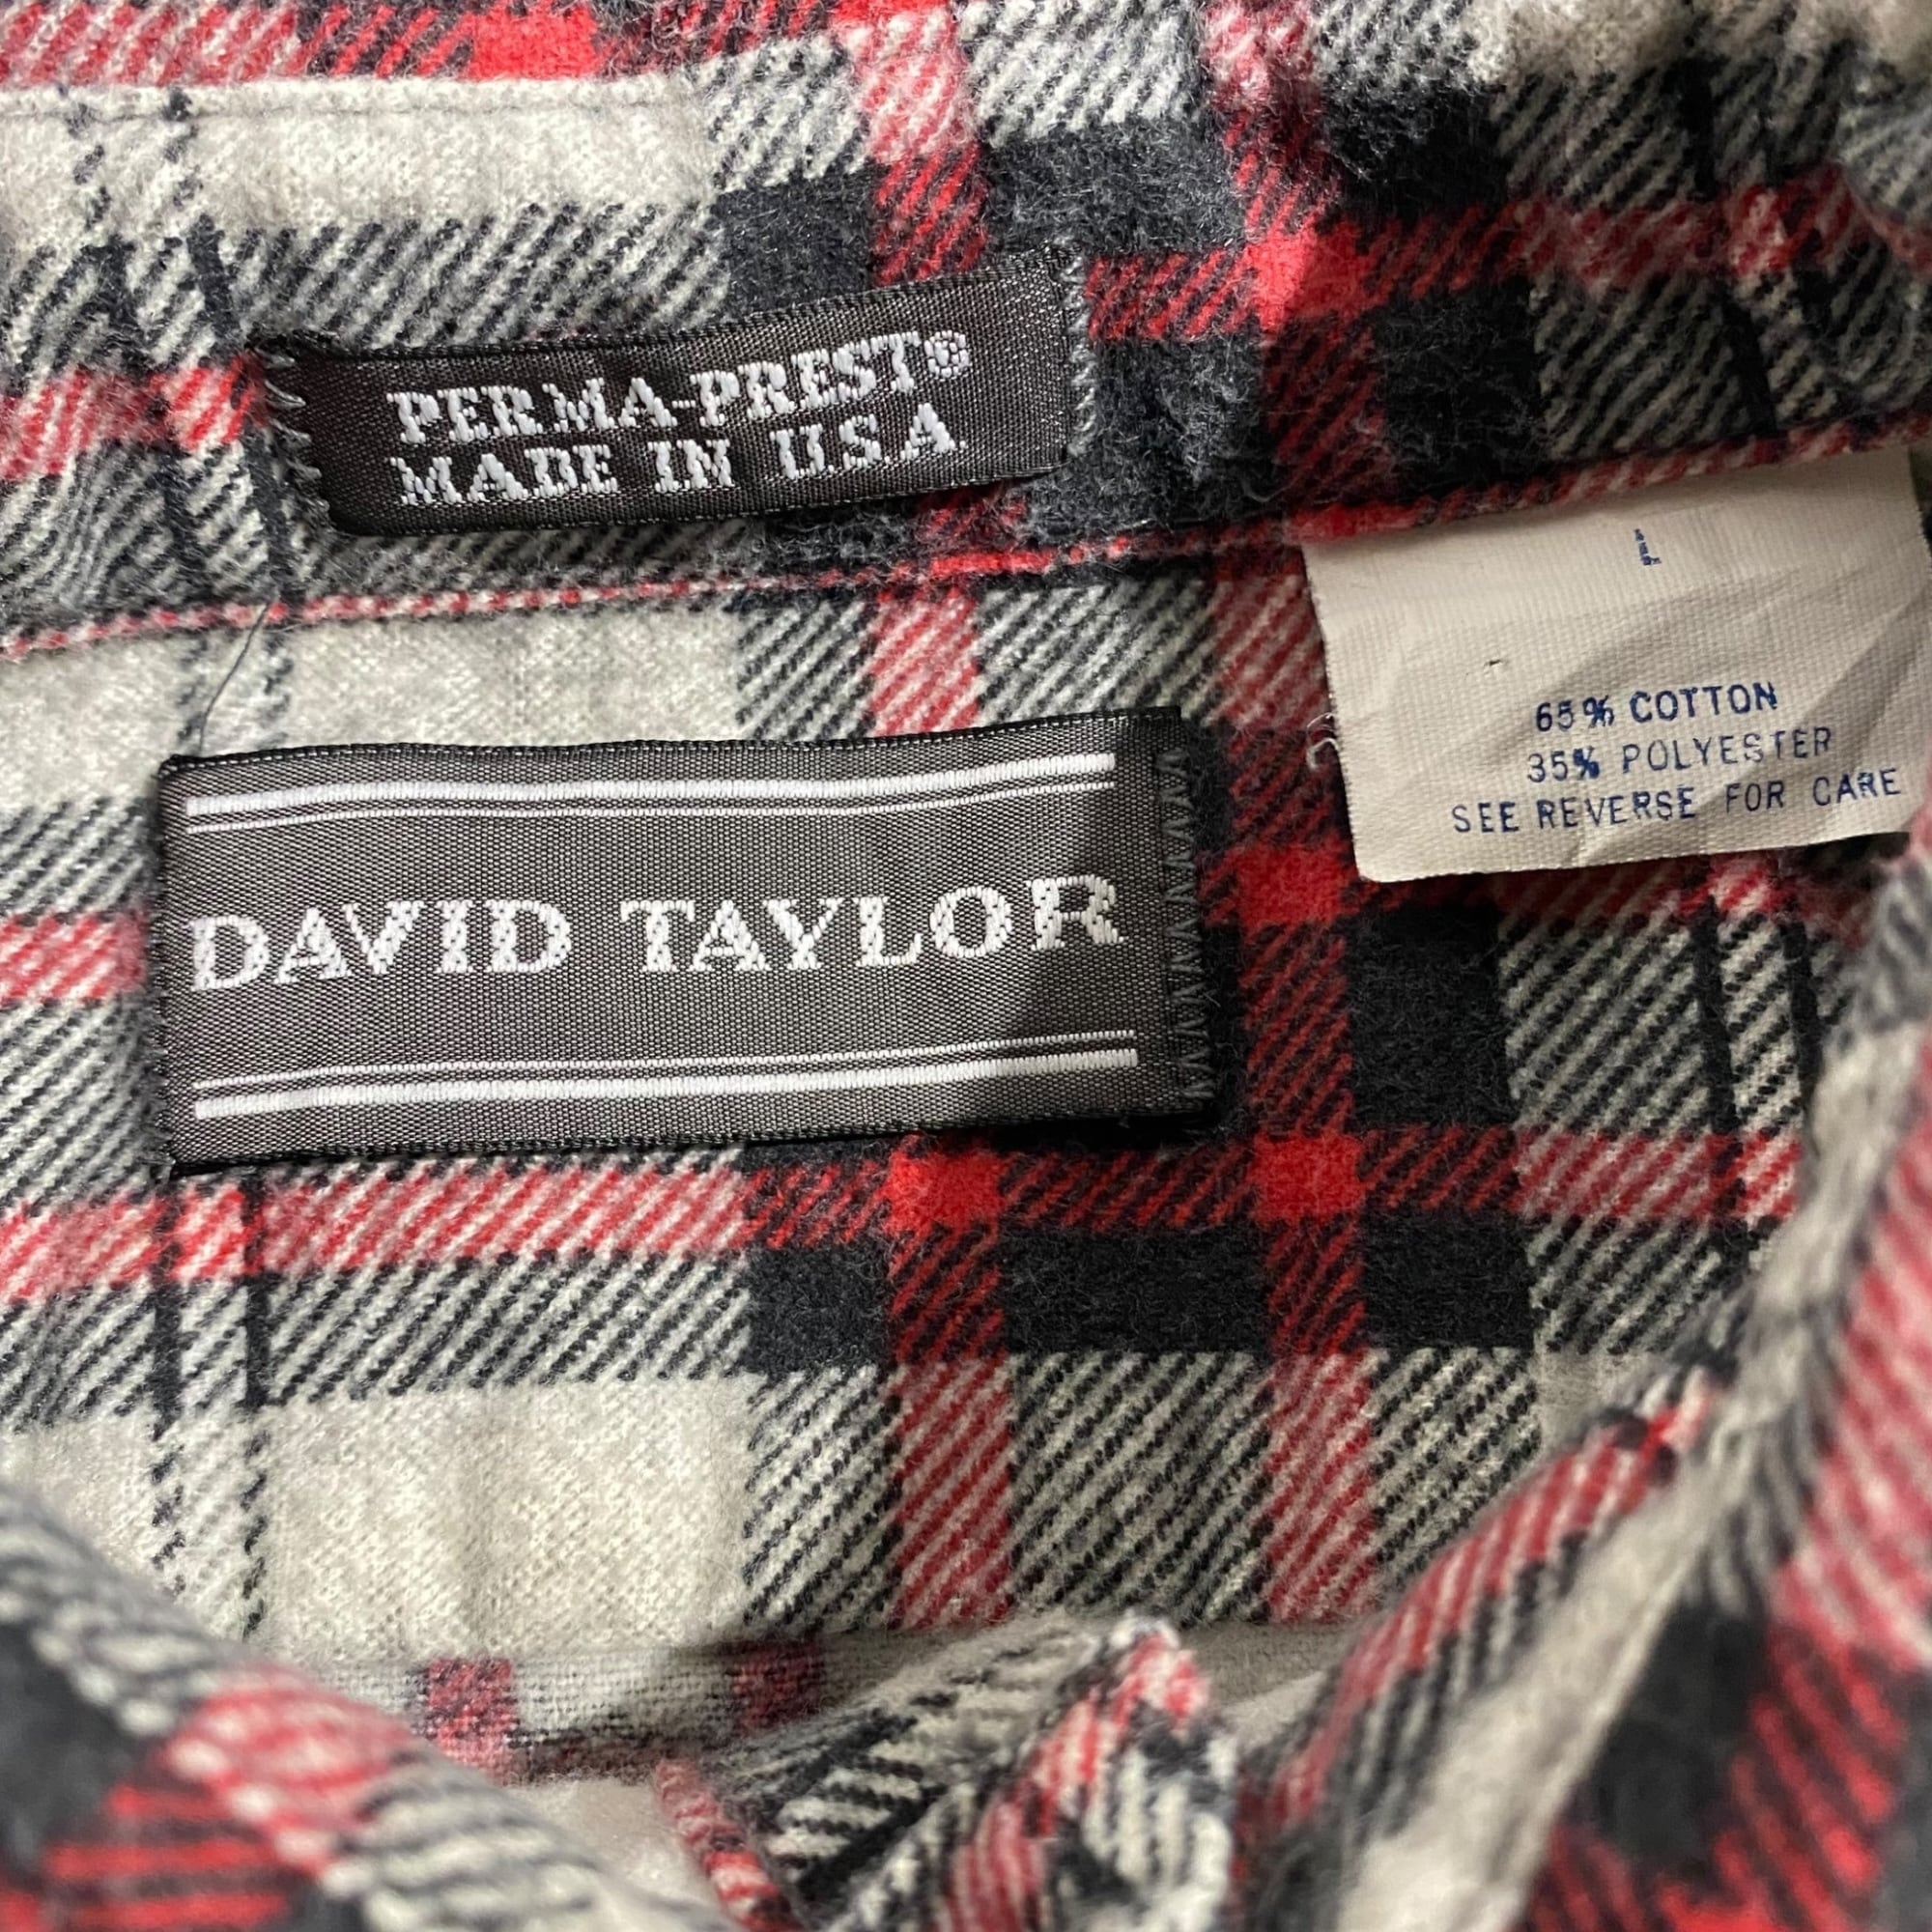 PERMA-PREST®
MADE IN U.S.A
L
65% COTTON
35% POLYESTER
SEE REVERSE FOR CARE
DAVID TAYLOR